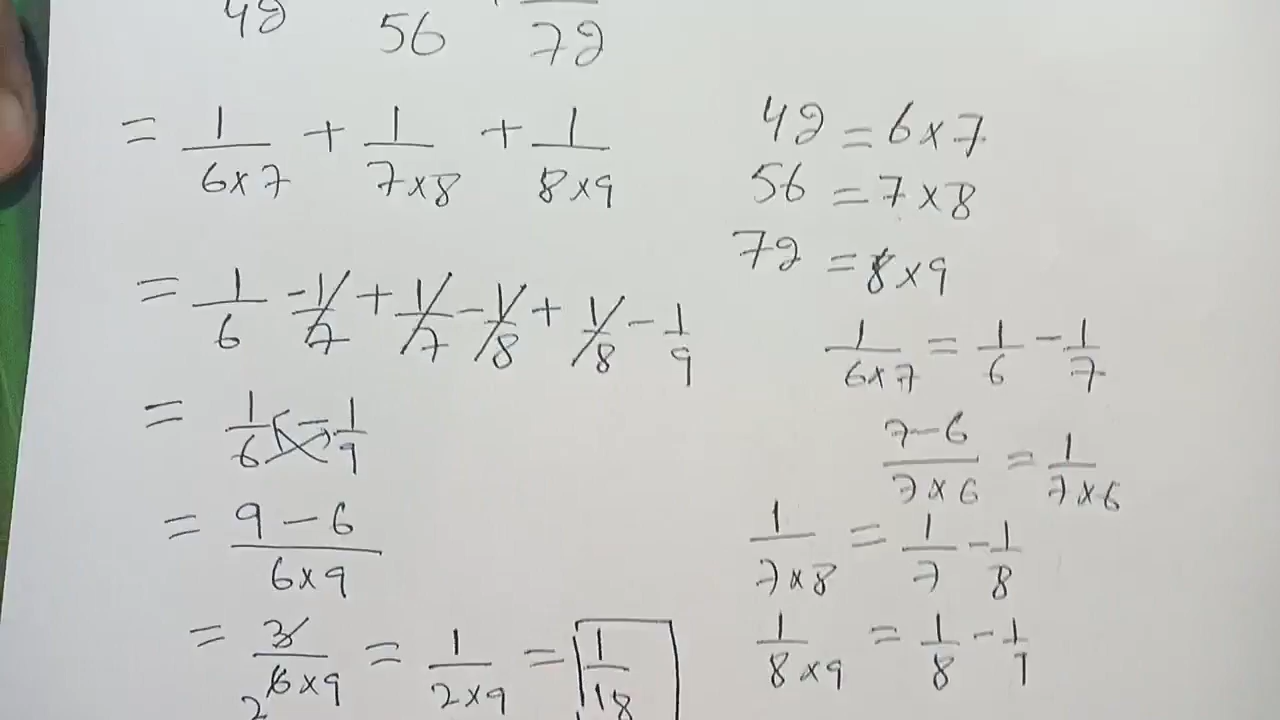 42 56 72
= 1/6×7 + 1/7×8 + 1/8×9
= 1/6 - 1/7 + 1/7 - 1/8 + 1/8 - 1/9
= 1/6 - 1/9
= 9-6/6×9
= 3/6×9 2 = 1/2×9 = 1/18
42 = 6×7
56 = 7×8
72 = 8×9
1/6×7 = 1/6 - 1/7
7-6/7×6 = 1/7×6
1/7×8 = 1/7 - 1/8
1/8×9 = 1/8 - 1/9